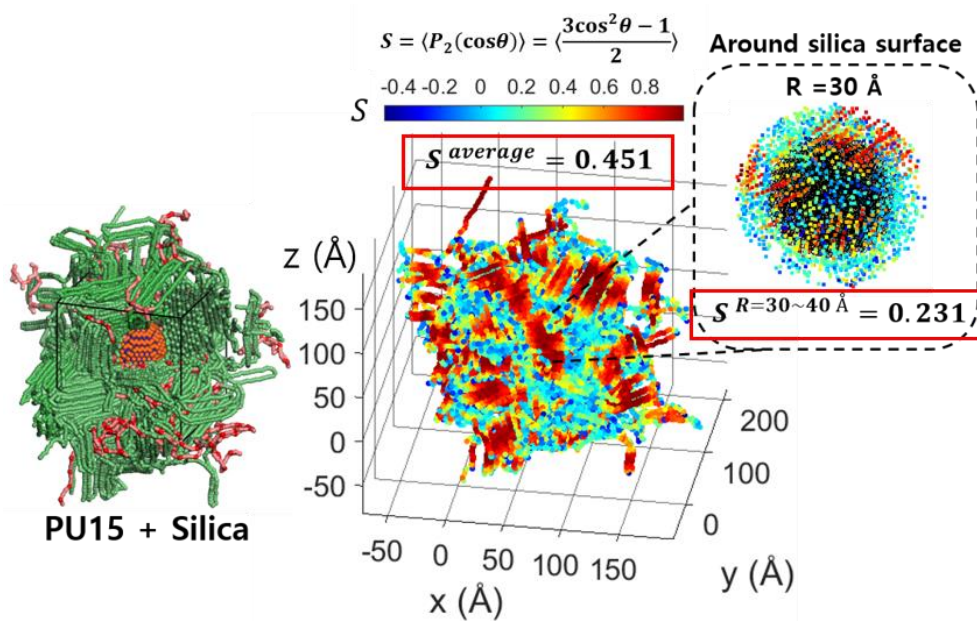 S = ⟨P₂(cosθ)⟩ = ⟨(3cos²θ − 1)/2⟩
Around silica surface
R =30 Å
-0.4 -0.2 0 0.2 0.4 0.6 0.8
S
S^average = 0.451
S^R=30~40 Å = 0.231
z (Å)
150
100
50
0
-50
-50 0 50 100 150
x (Å)
200
100
0
y (Å)
PU15 + Silica